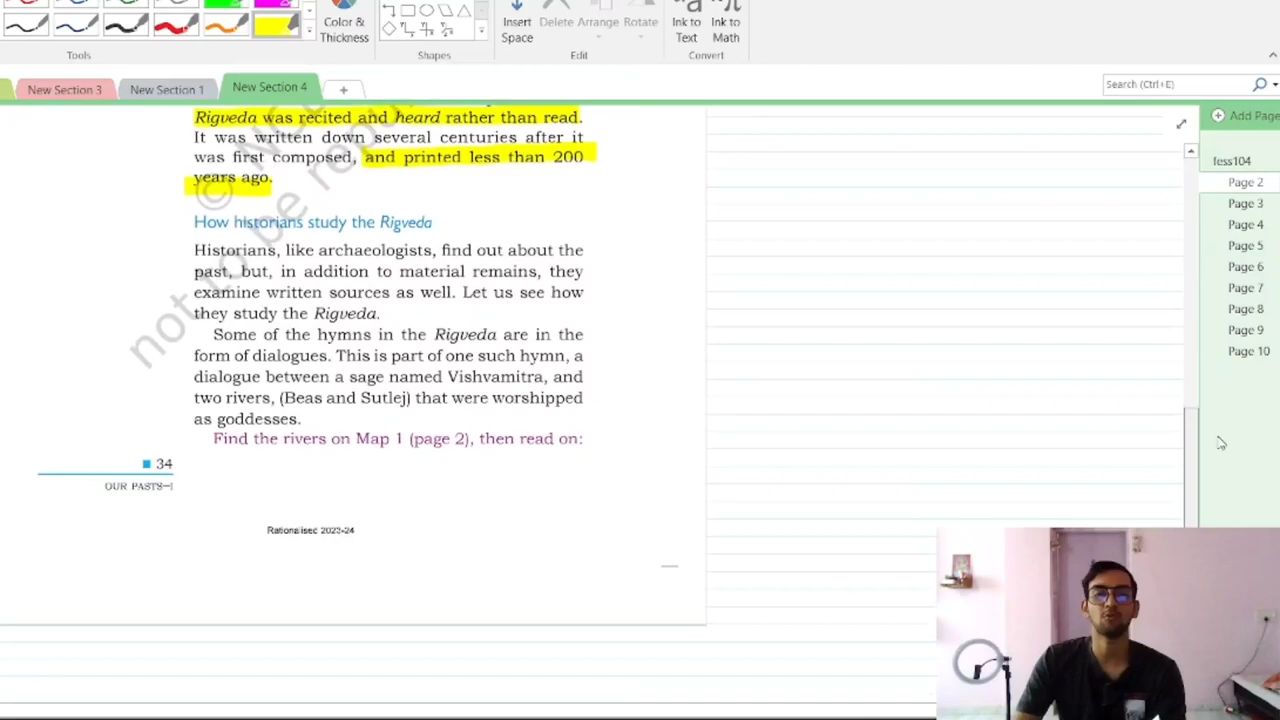 Color &
Thickness
Insert
Space
Delete
Arrange
Rotate
Ink to
Text
Ink to
Math
Tools
Shapes
Edit
Convert
New Section 3
New Section 1
New Section 4
+
Search (Ctrl+E)
Rigveda was recited and heard rather than read.
It was written down several centuries after it
was first composed, and printed less than 200
years ago.
How historians study the Rigveda
Historians, like archaeologists, find out about the
past, but, in addition to material remains, they
examine written sources as well. Let us see how
they study the Rigveda.
Some of the hymns in the Rigveda are in the
form of dialogues. This is part of one such hymn, a
dialogue between a sage named Vishvamitra, and
two rivers, (Beas and Sutlej) that were worshipped
as goddesses.
Find the rivers on Map 1 (page 2), then read on:
34
OUR PASTS–I
Rationalised 2023-24
not to be
Add Page
fess104
Page 2
Page 3
Page 4
Page 5
Page 6
Page 7
Page 8
Page 9
Page 10